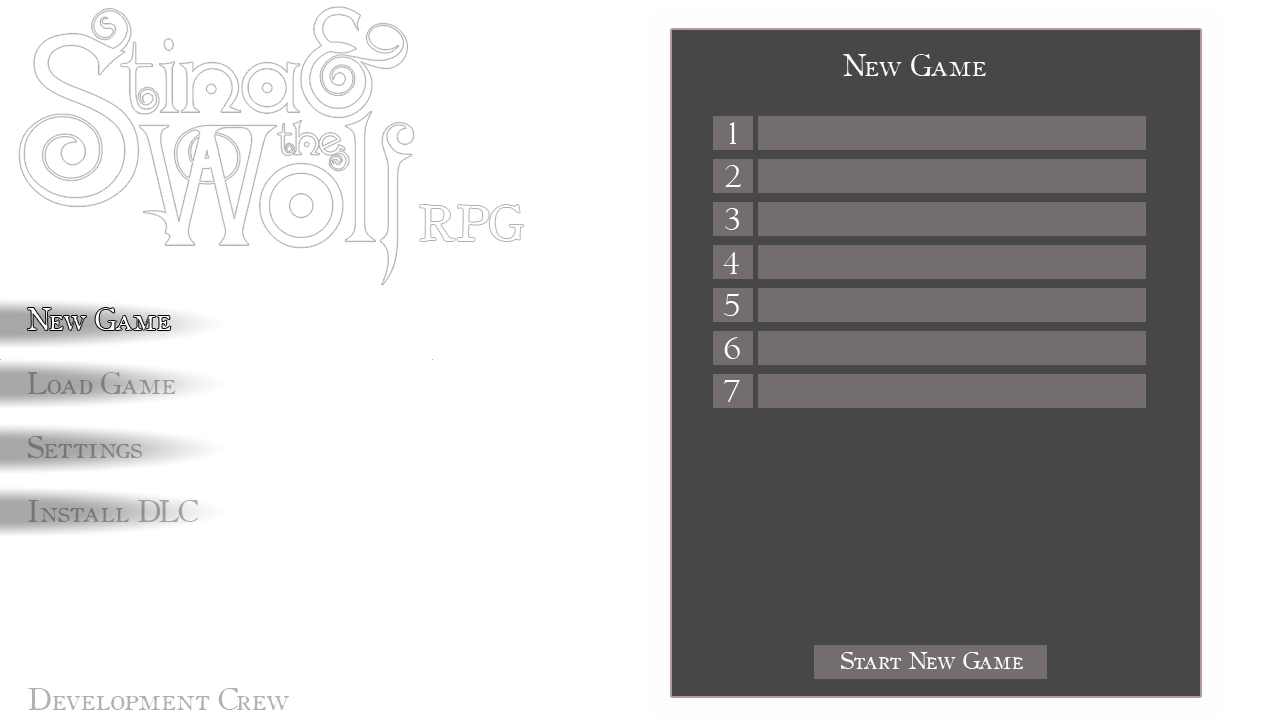 Stina &
the
Wolf
RPG
New Game
Load Game
Settings
Install DLC
Development Crew
New Game
1
2
3
4
5
6
7
Start New Game